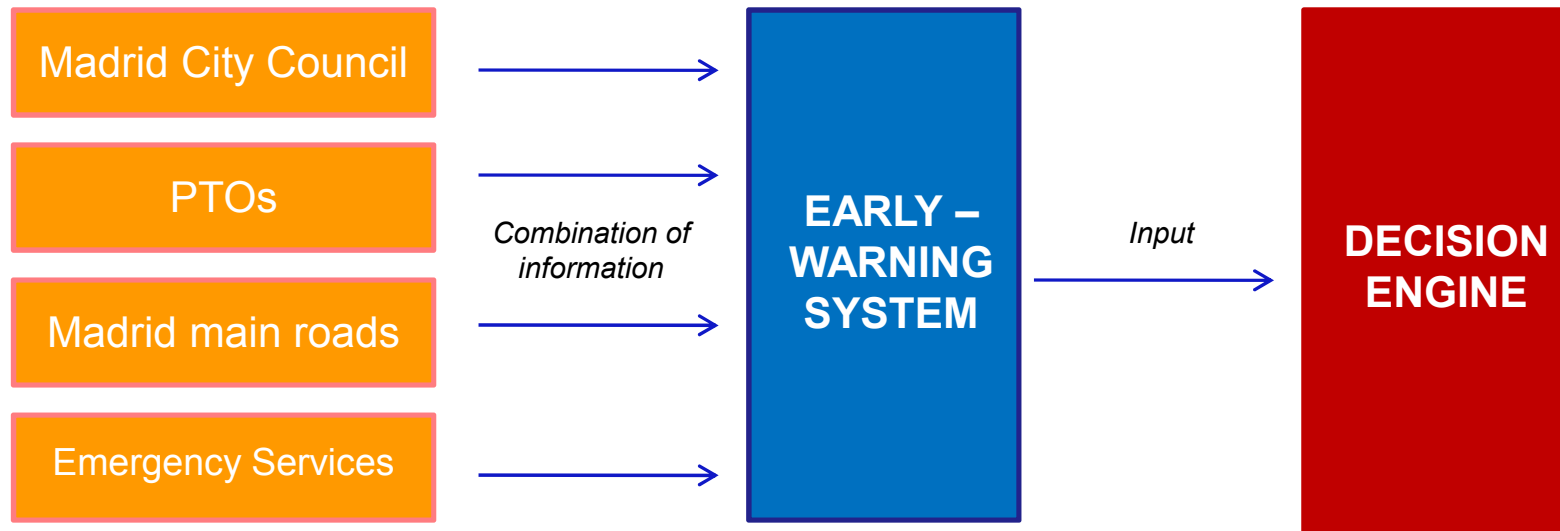 Madrid City Council
PTOs
Madrid main roads
Emergency Services
Combination of
information
EARLY –
WARNING
SYSTEM
Input
DECISION
ENGINE